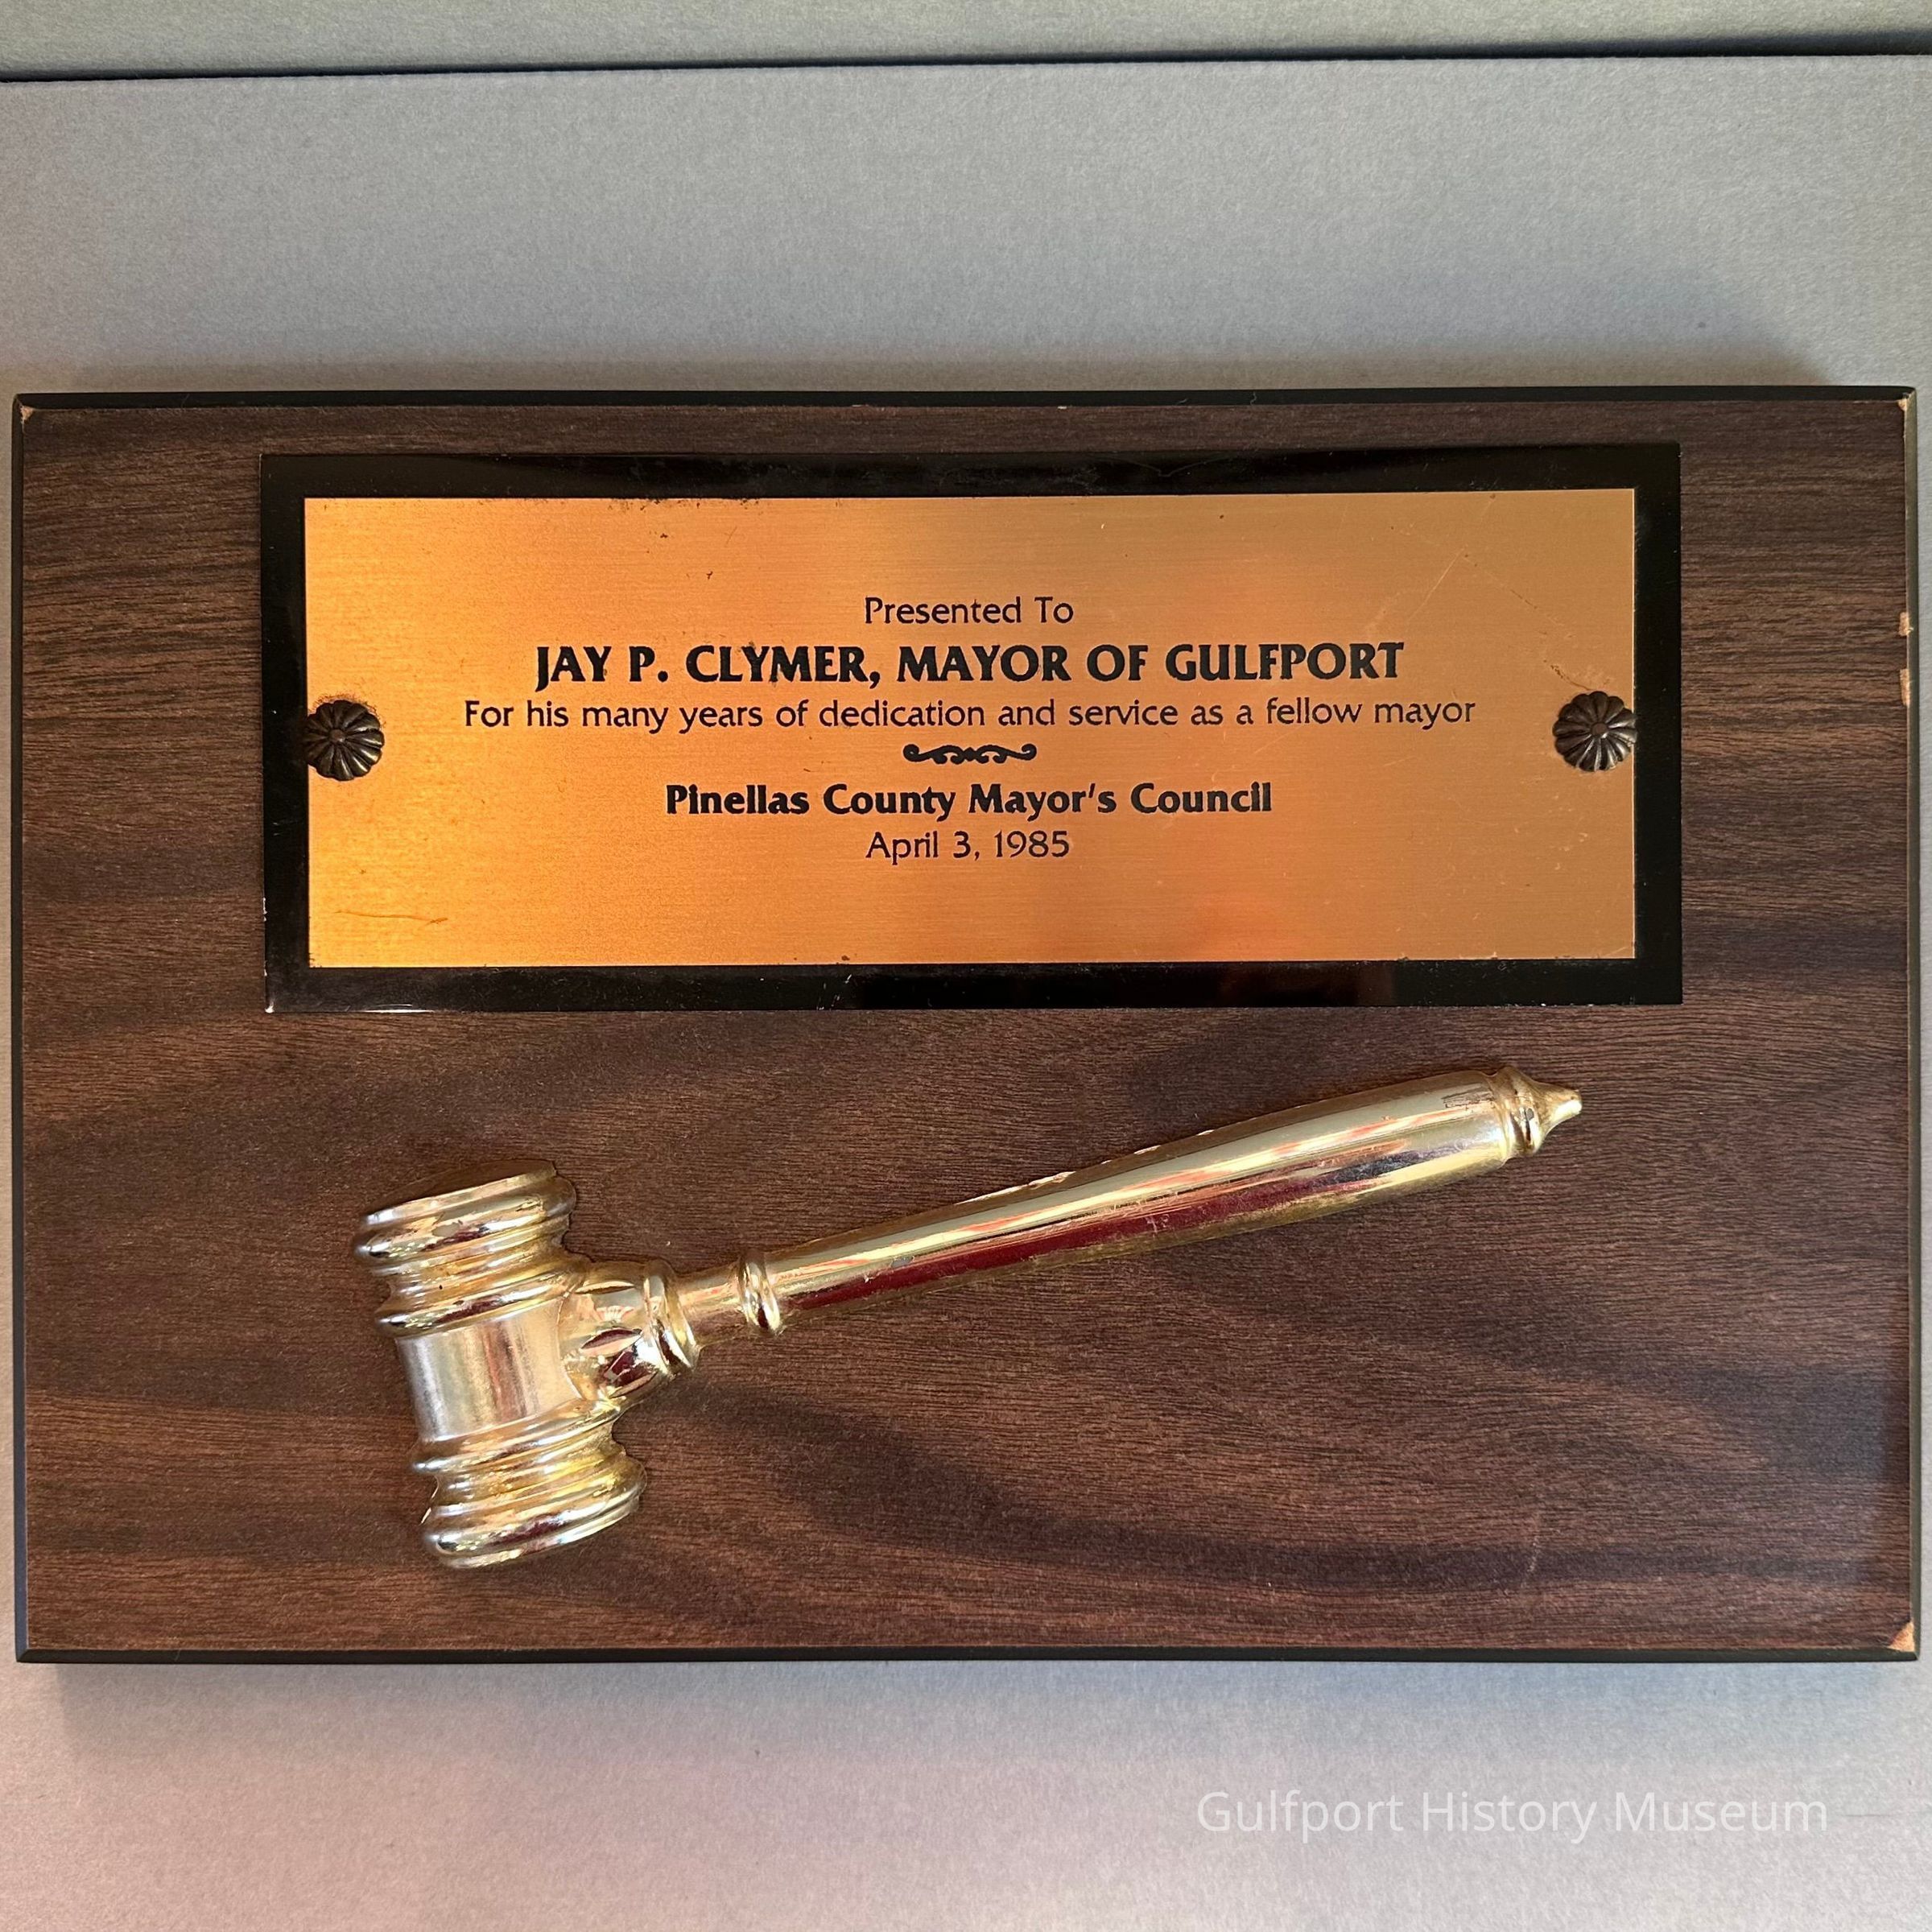 Presented To
JAY P. CLYMER, MAYOR OF GULFPORT
For his many years of dedication and service as a fellow mayor
Pinellas County Mayor's Council
April 3, 1985
Gulfport History Museum